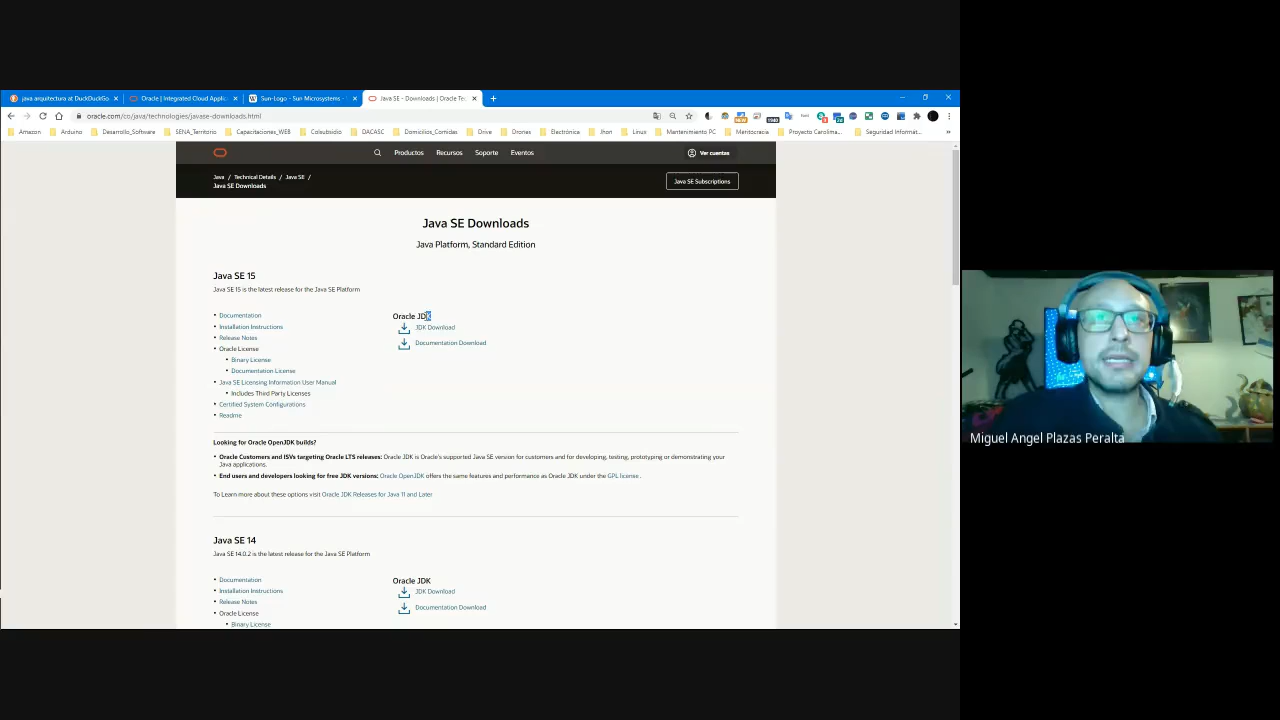 java arquitectura at DuckDuckGo
Oracle | Integrated Cloud Applic
Sun-Logo - Sun Microsystems -
Java SE - Downloads | Oracle Te
oracle.com/co/java/technologies/javase-downloads.html
Amazon
Arduino
Desarrollo_Software
SENA_Territorio
Capacitaciones_WEB
Colsubsidio
DACASC
Domicilios_Comidas
Drive
Drones
Electrónica
Jhon
Linux
Mantenimiento PC
Meritocracia
Proyecto Carolima...
Seguridad Informát...
Productos
Recursos
Soporte
Eventos
Ver cuentas
Java / Technical Details / Java SE /
Java SE Downloads
Java SE Subscriptions
Java SE Downloads
Java Platform, Standard Edition
Java SE 15
Java SE 15 is the latest release for the Java SE Platform
Documentation
Installation Instructions
Release Notes
Oracle License
Binary License
Documentation License
Java SE Licensing Information User Manual
Includes Third Party Licenses
Certified System Configurations
Readme
Oracle JDK
JDK Download
Documentation Download
Looking for Oracle OpenJDK builds?
Oracle Customers and ISVs targeting Oracle LTS releases: Oracle JDK is Oracle's supported Java SE version for customers and for developing, testing, prototyping or demonstrating your
Java applications.
End users and developers looking for free JDK versions: Oracle OpenJDK offers the same features and performance as Oracle JDK under the GPL license .
To Learn more about these options visit Oracle JDK Releases for Java 11 and Later
Java SE 14
Java SE 14.0.2 is the latest release for the Java SE Platform
Documentation
Installation Instructions
Release Notes
Oracle License
Binary License
Oracle JDK
JDK Download
Documentation Download
Miguel Angel Plazas Peralta